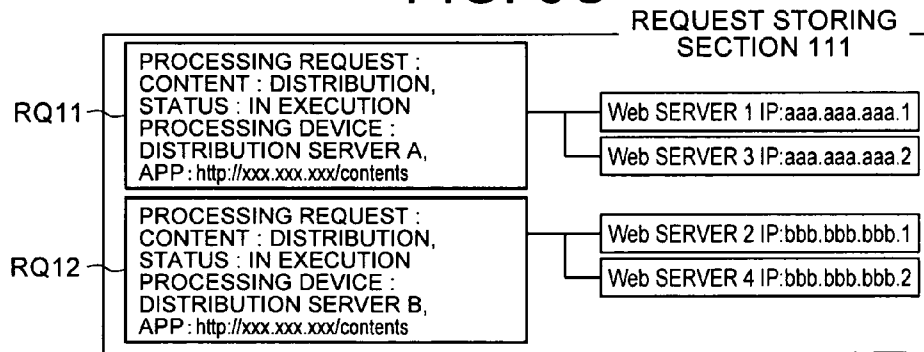 REQUEST STORING
SECTION 111
RQ11
PROCESSING REQUEST :
CONTENT : DISTRIBUTION,
STATUS : IN EXECUTION
PROCESSING DEVICE :
DISTRIBUTION SERVER A,
APP : http://xxx.xxx.xxx/contents
Web SERVER 1 IP:aaa.aaa.aaa.1
Web SERVER 3 IP:aaa.aaa.aaa.2
RQ12
PROCESSING REQUEST :
CONTENT : DISTRIBUTION,
STATUS : IN EXECUTION
PROCESSING DEVICE :
DISTRIBUTION SERVER B,
APP : http://xxx.xxx.xxx/contents
Web SERVER 2 IP:bbb.bbb.bbb.1
Web SERVER 4 IP:bbb.bbb.bbb.2